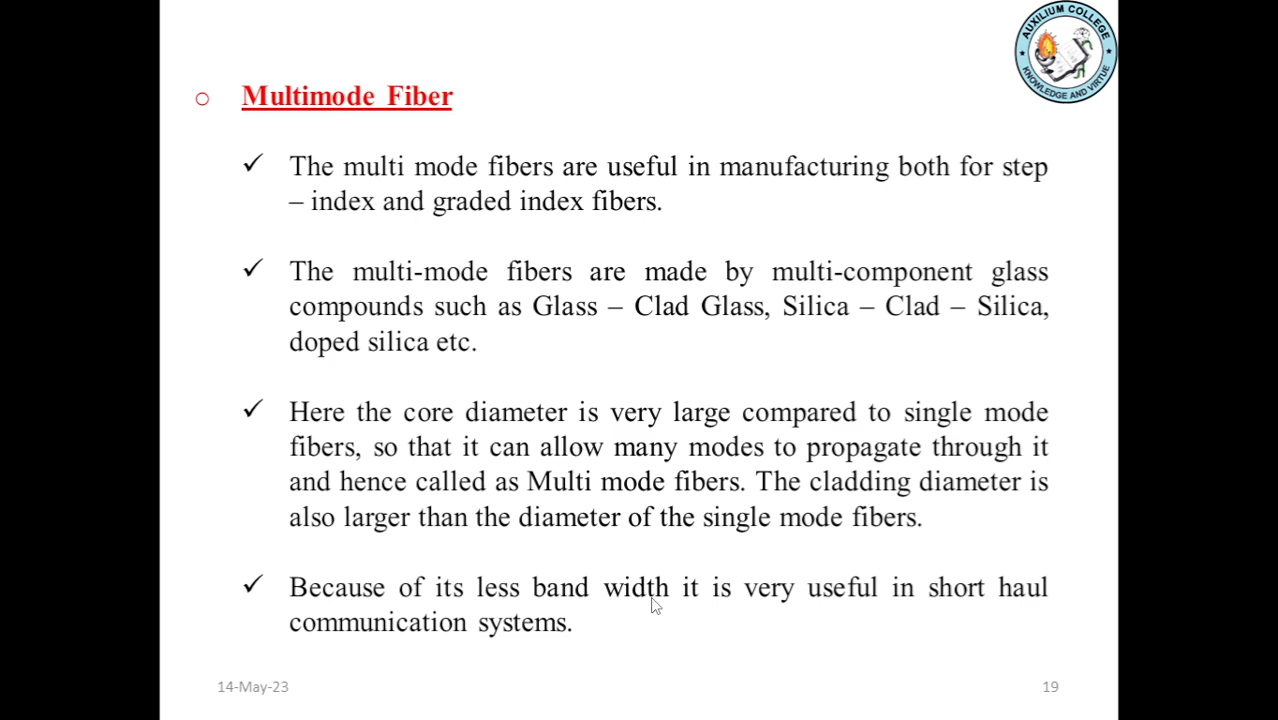 AUXILIUM COLLEGE
KNOWLEDGE AND VIRTUE
Multimode Fiber
The multi mode fibers are useful in manufacturing both for step
– index and graded index fibers.
The multi-mode fibers are made by multi-component glass
compounds such as Glass – Clad Glass, Silica – Clad – Silica,
doped silica etc.
Here the core diameter is very large compared to single mode
fibers, so that it can allow many modes to propagate through it
and hence called as Multi mode fibers. The cladding diameter is
also larger than the diameter of the single mode fibers.
Because of its less band width it is very useful in short haul
communication systems.
14-May-23
19